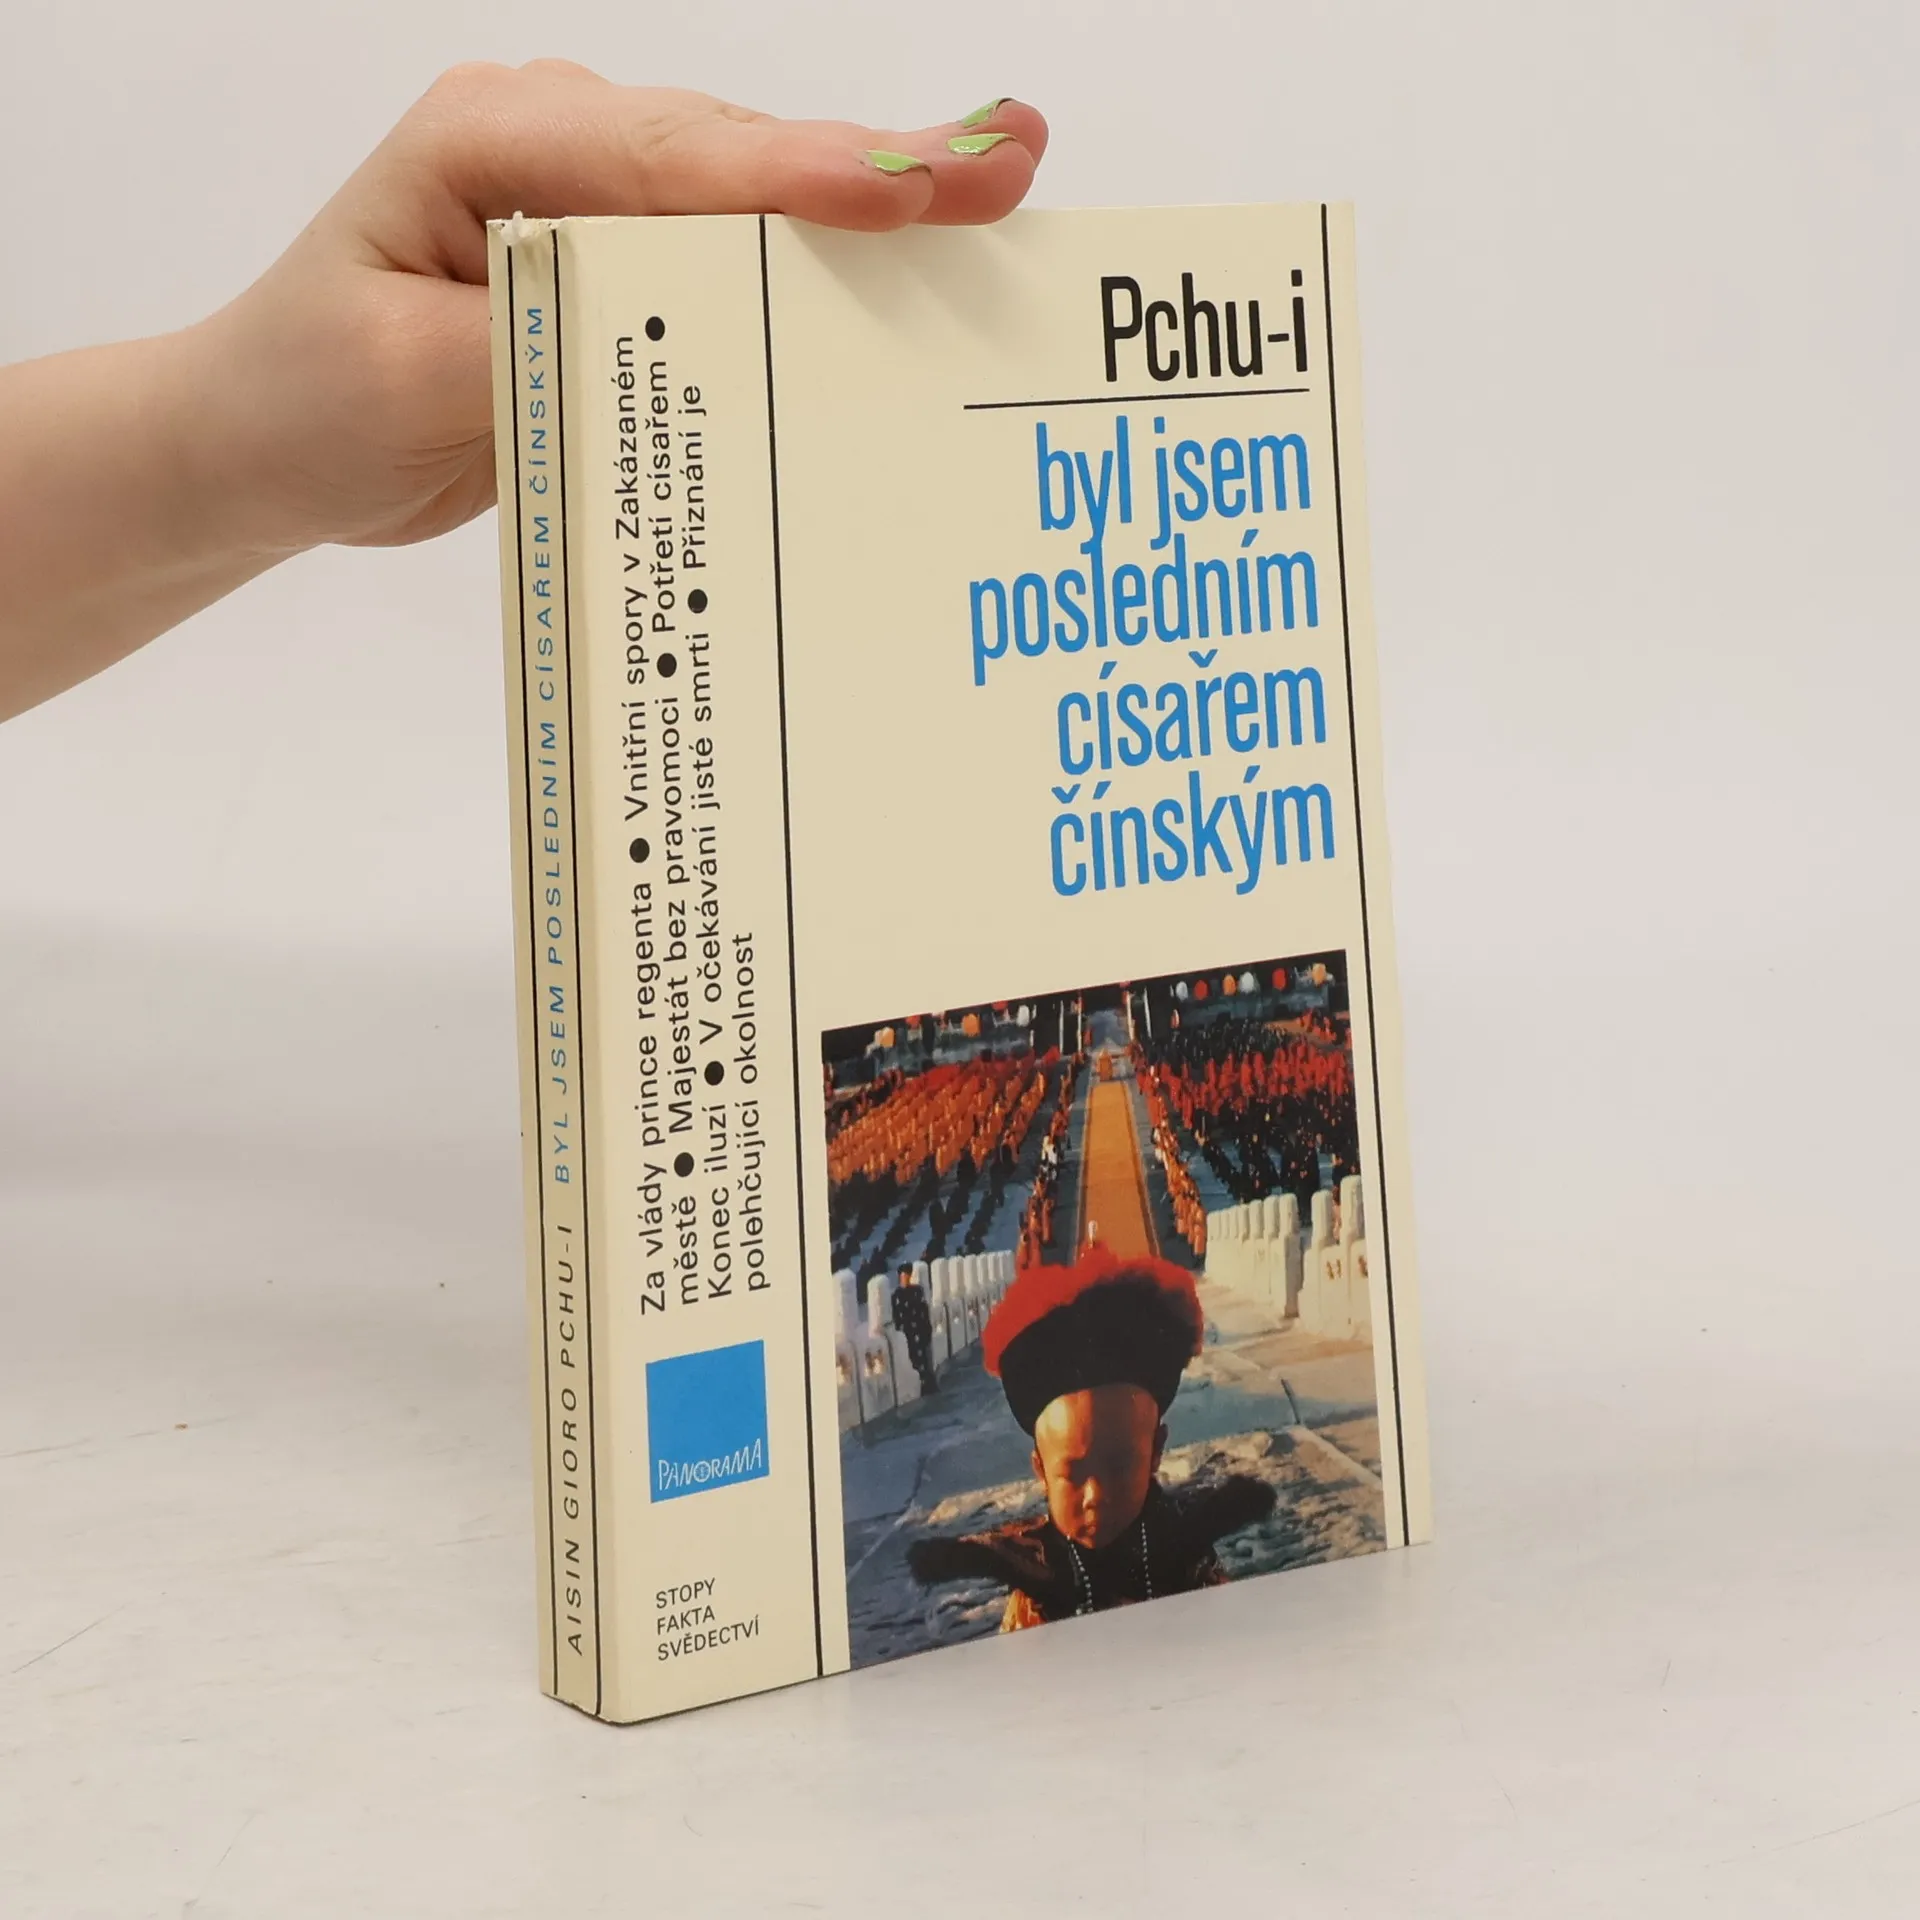 AISIN GIORO PCHU-I BYL JSEM POSLEDNÍM CÍSAŘEM ČÍNSKÝM
Za vlády prince regenta ● Vnitřní spory v Zakázaném
městě ● Majestát bez pravomoci ● Potřetí císařem ●
Konec iluzí ● V očekávání jisté smrti ● Přiznání je
polehčující okolnost
PANORAMA
STOPY
FAKTA
SVĚDECTVÍ
Pchu-i
byl jsem
posledním
císařem
čínským